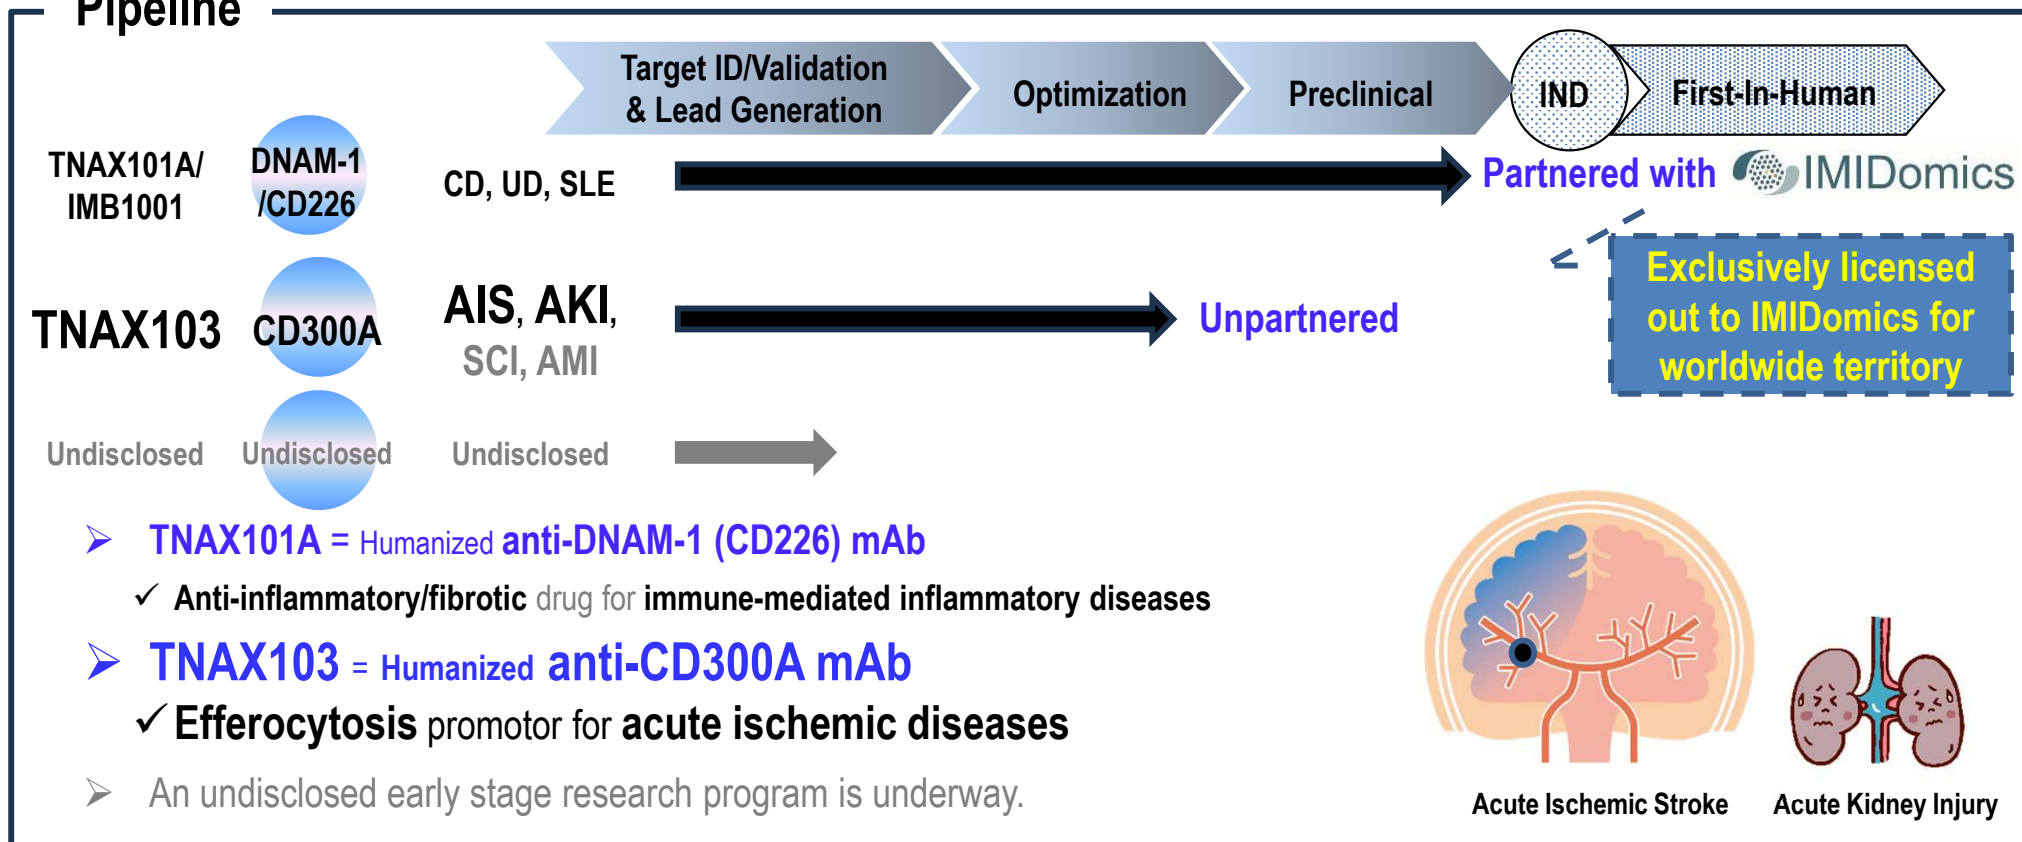 Pipeline
Target ID/Validation
& Lead Generation
Optimization
Preclinical
IND
First-In-Human
TNAX101A/
IMB1001
DNAM-1
/CD226
CD, UD, SLE
Partnered with IMIDomics
Exclusively licensed
out to IMIDomics for
worldwide territory
TNAX103
CD300A
AIS, AKI,
SCI, AMI
Unpartnered
Undisclosed
Undisclosed
Undisclosed
➢ TNAX101A = Humanized anti-DNAM-1 (CD226) mAb
✓ Anti-inflammatory/fibrotic drug for immune-mediated inflammatory diseases
➢ TNAX103 = Humanized anti-CD300A mAb
✓ Efferocytosis promotor for acute ischemic diseases
➢ An undisclosed early stage research program is underway.
Acute Ischemic Stroke
Acute Kidney Injury